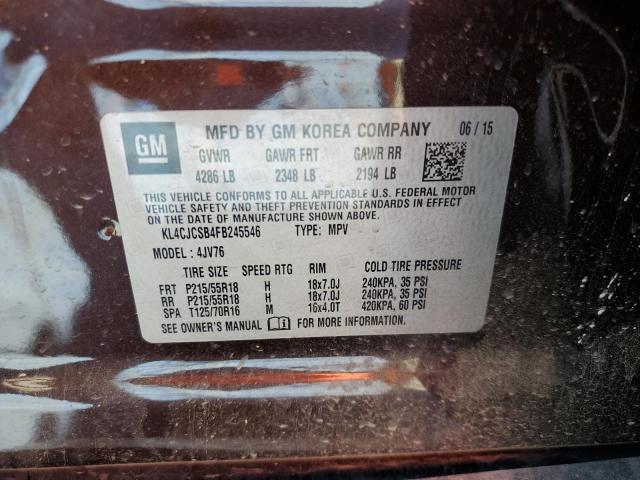 GM MFD BY GM KOREA COMPANY 06/15
GVWR GAWR FRT GAWR RR
4286 LB 2348 LB 2194 LB
THIS VEHICLE CONFORMS TO ALL APPLICABLE U.S. FEDERAL MOTOR
VEHICLE SAFETY AND THEFT PREVENTION STANDARDS IN EFFECT
ON THE DATE OF MANUFACTURE SHOWN ABOVE.
KL4CJCSB4FB245546 TYPE: MPV
MODEL: 4JV76
TIRE SIZE SPEED RTG RIM COLD TIRE PRESSURE
FRT P215/55R18 H 18x7.0J 240KPA, 35 PSI
RR P215/55R18 H 18x7.0J 240KPA, 35 PSI
SPA T125/70R16 M 16x4.0T 420KPA, 60 PSI
SEE OWNER'S MANUAL FOR MORE INFORMATION.